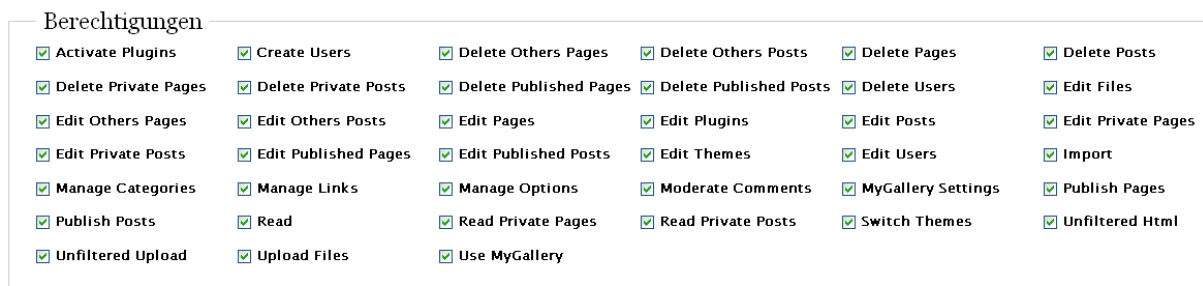 Berechtigungen
Activate Plugins Create Users Delete Others Pages Delete Others Posts Delete Pages Delete Posts
Delete Private Pages Delete Private Posts Delete Published Pages Delete Published Posts Delete Users Edit Files
Edit Others Pages Edit Others Posts Edit Pages Edit Plugins Edit Posts Edit Private Pages
Edit Private Posts Edit Published Pages Edit Published Posts Edit Themes Edit Users Import
Manage Categories Manage Links Manage Options Moderate Comments MyGallery Settings Publish Pages
Publish Posts Read Read Private Pages Read Private Posts Switch Themes Unfiltered Html
Unfiltered Upload Upload Files Use MyGallery